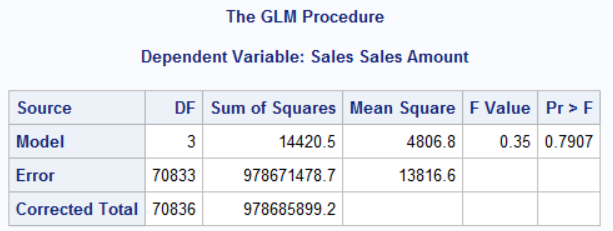 The GLM Procedure
Dependent Variable: Sales Sales Amount
Source DF Sum of Squares Mean Square F Value Pr > F
Model 3 14420.5 4806.8 0.35 0.7907
Error 70833 978671478.7 13816.6
Corrected Total 70836 978685899.2